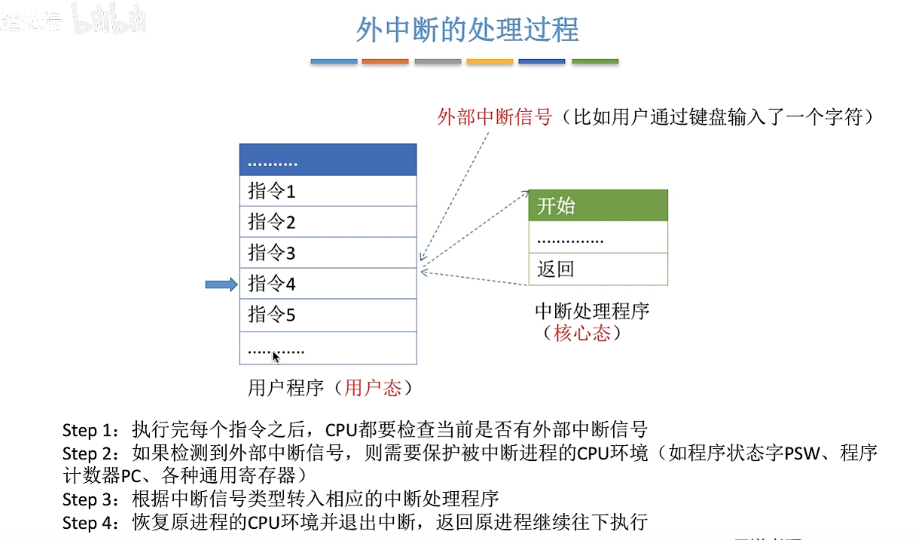 外中断的处理过程
外部中断信号（比如用户通过键盘输入了一个字符）
..........
指令1
指令2
指令3
指令4
指令5
............
用户程序（用户态）
开始
..............
返回
中断处理程序
（核心态）
Step 1：执行完每个指令之后，CPU都要检查当前是否有外部中断信号
Step 2：如果检测到外部中断信号，则需要保护被中断进程的CPU环境（如程序状态字PSW、程序
计数器PC、各种通用寄存器）
Step 3：根据中断信号类型转入相应的中断处理程序
Step 4：恢复原进程的CPU环境并退出中断，返回原进程继续往下执行